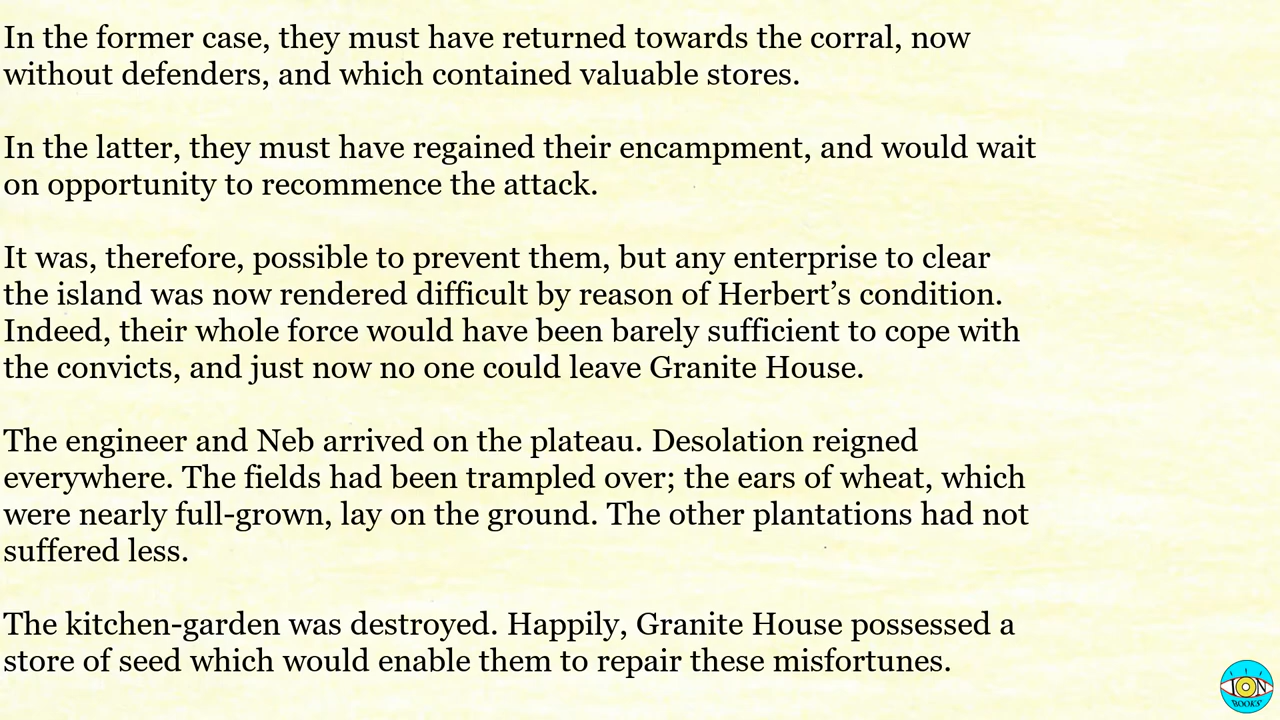 In the former case, they must have returned towards the corral, now
without defenders, and which contained valuable stores.
In the latter, they must have regained their encampment, and would wait
on opportunity to recommence the attack.
It was, therefore, possible to prevent them, but any enterprise to clear
the island was now rendered difficult by reason of Herbert’s condition.
Indeed, their whole force would have been barely sufficient to cope with
the convicts, and just now no one could leave Granite House.
The engineer and Neb arrived on the plateau. Desolation reigned
everywhere. The fields had been trampled over; the ears of wheat, which
were nearly full-grown, lay on the ground. The other plantations had not
suffered less.
The kitchen-garden was destroyed. Happily, Granite House possessed a
store of seed which would enable them to repair these misfortunes.
ION
BOOKS